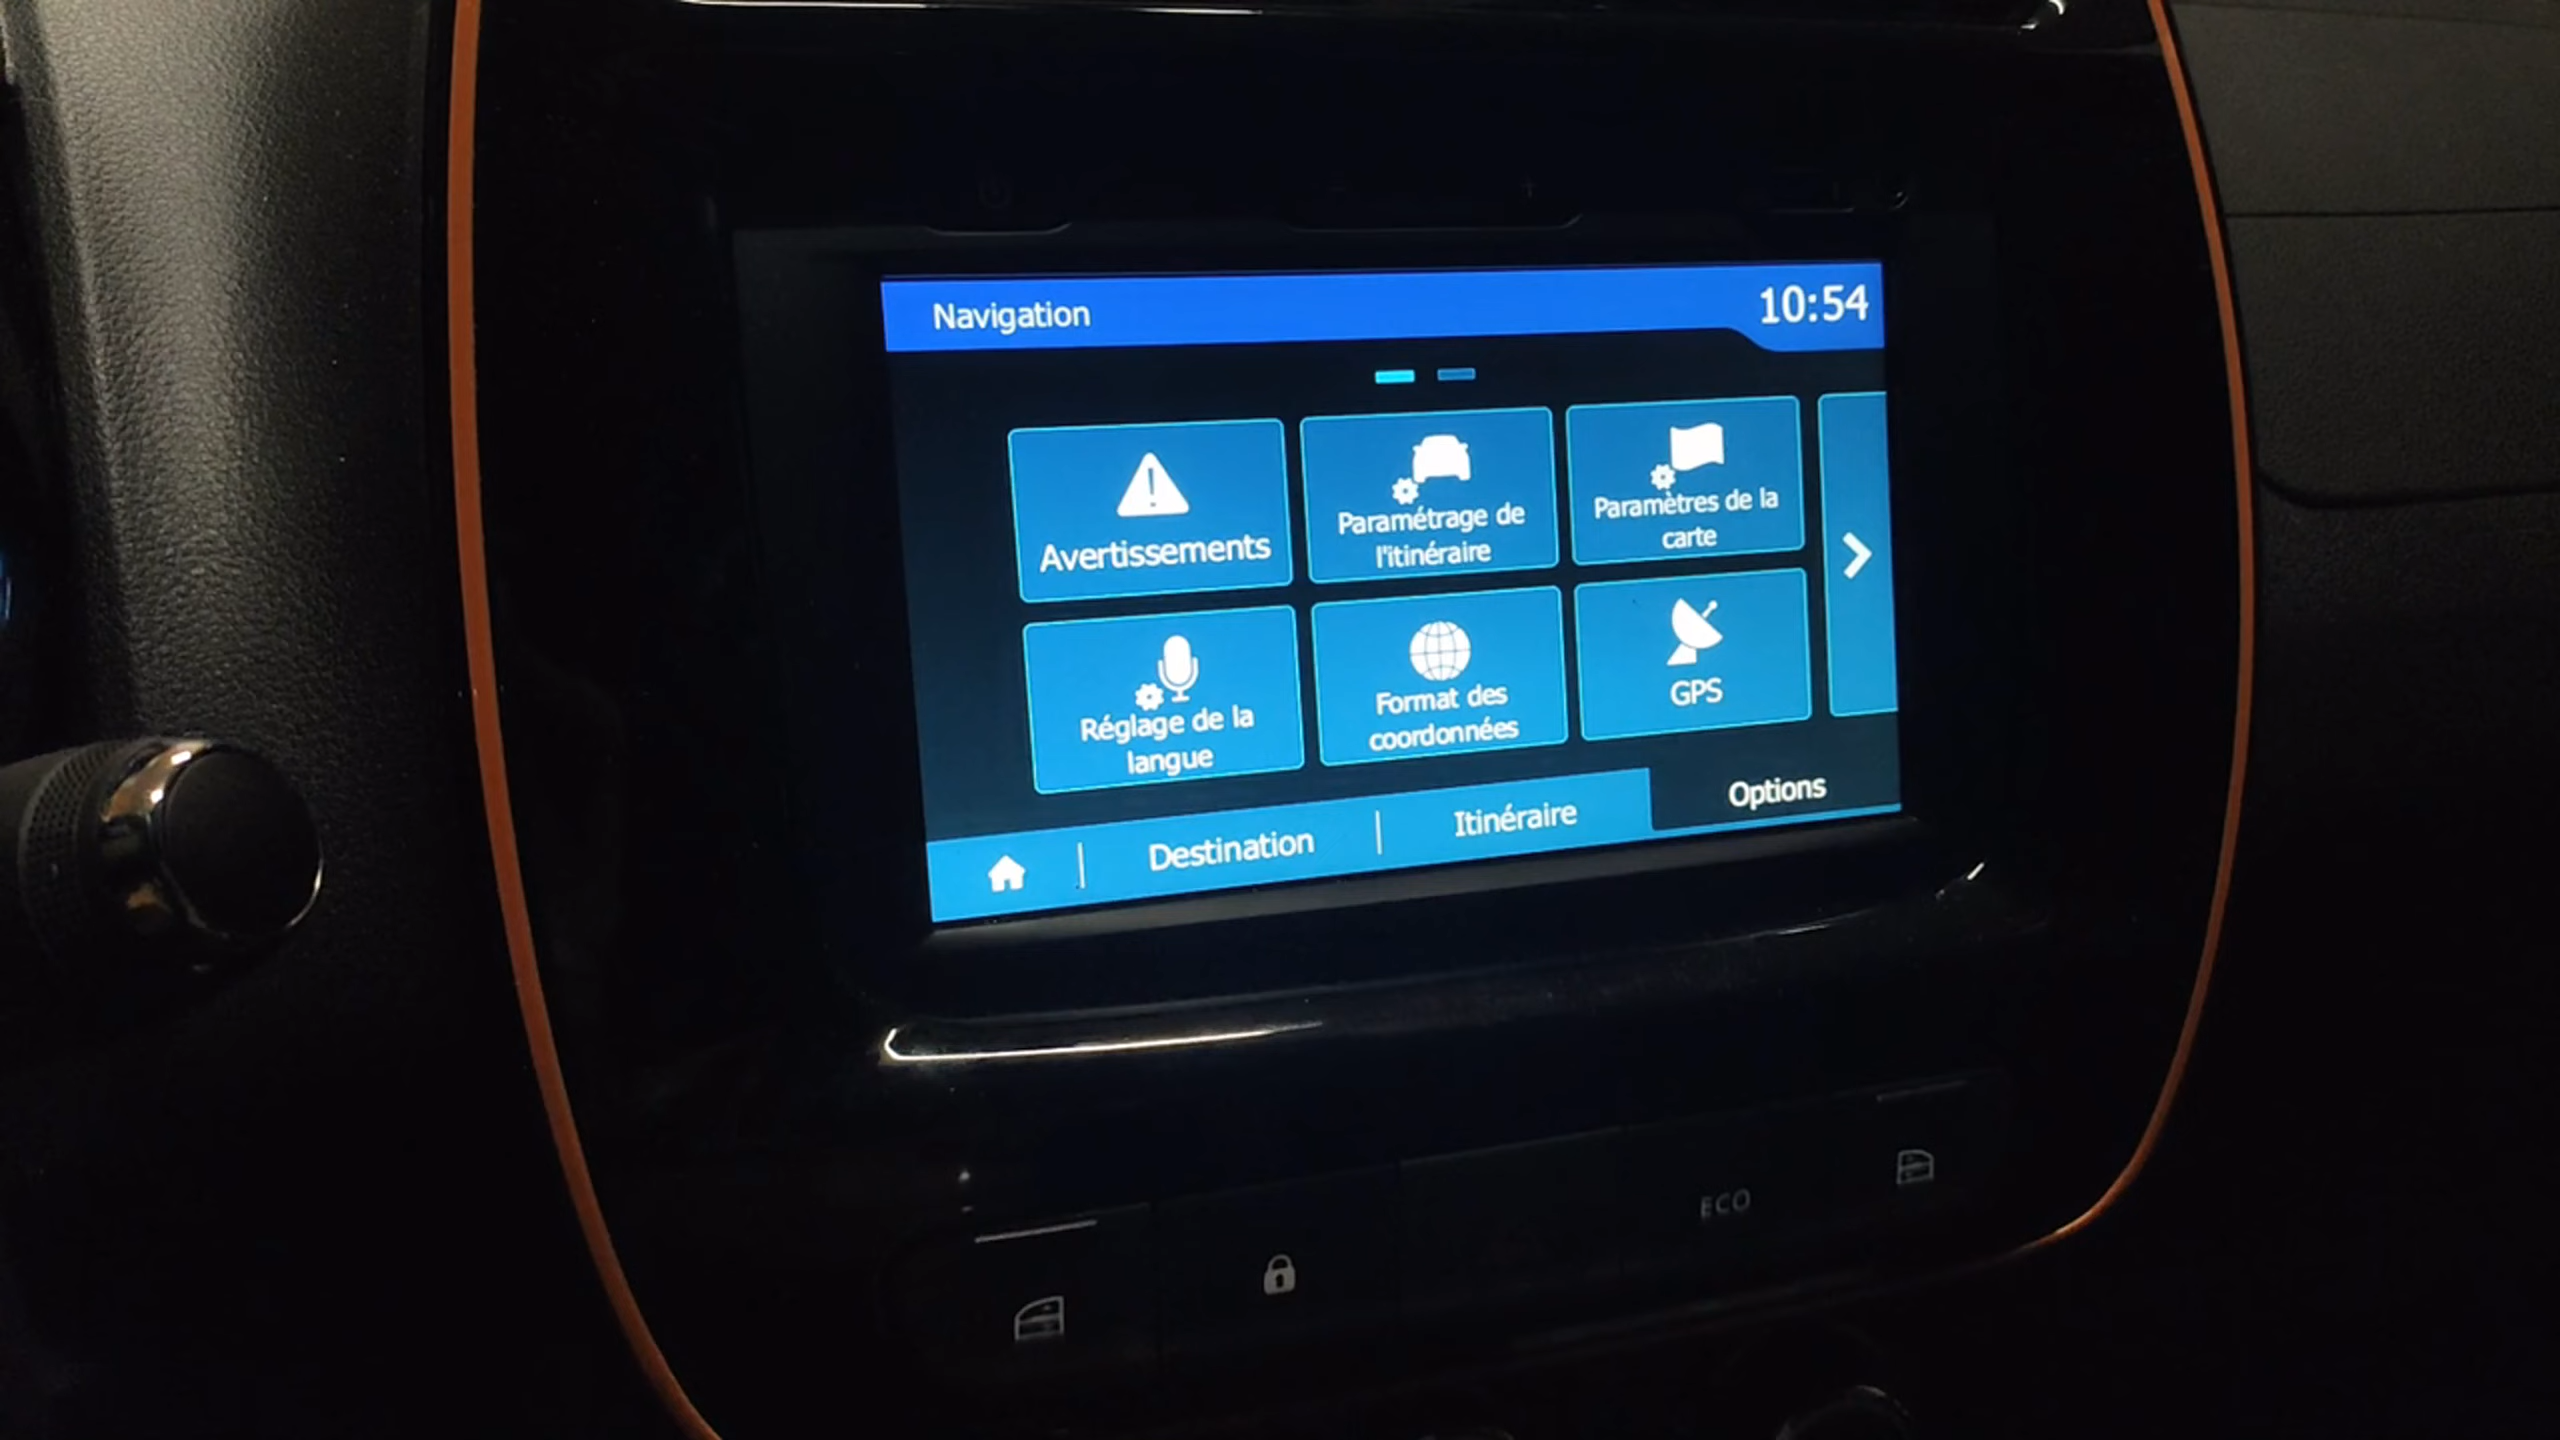 Navigation
10:54
Avertissements
Paramétrage de
l'itinéraire
Paramètres de la
carte
Réglage de la
langue
Format des
coordonnées
GPS
Destination
Itinéraire
Options
ECO